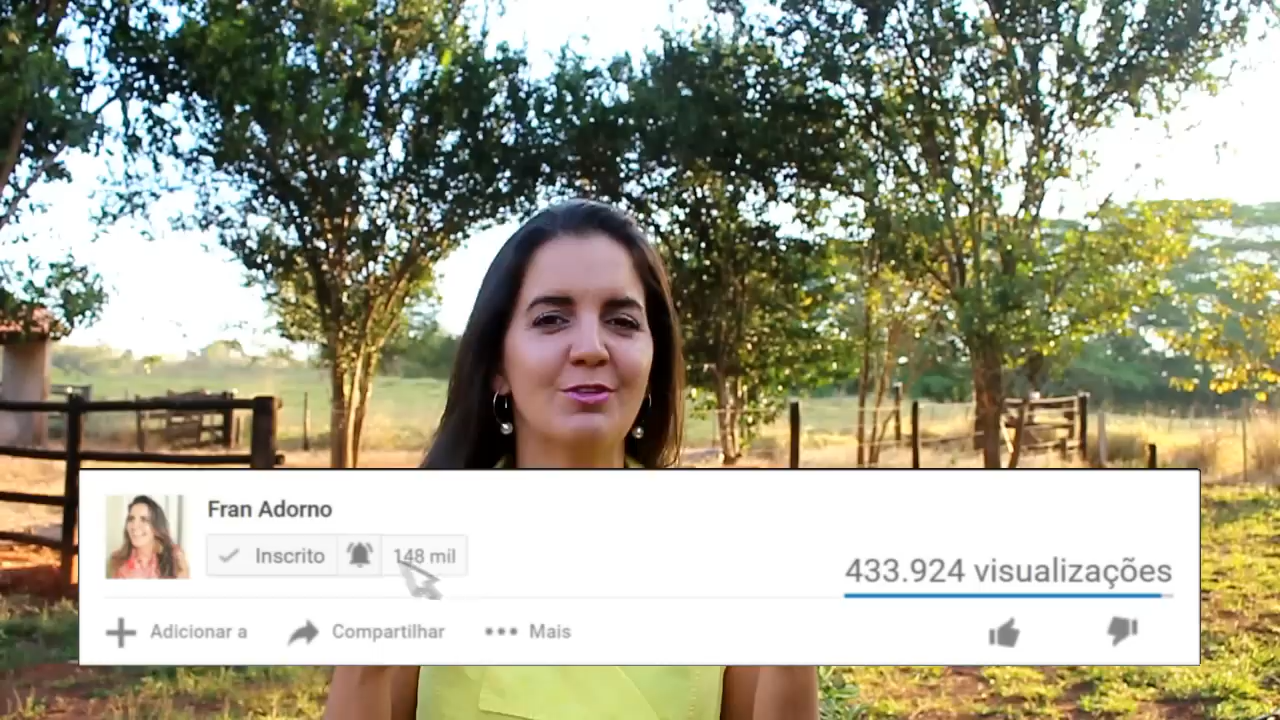 Fran Adorno
Inscrito 148 mil
433.924 visualizações
Adicionar a Compartilhar Mais